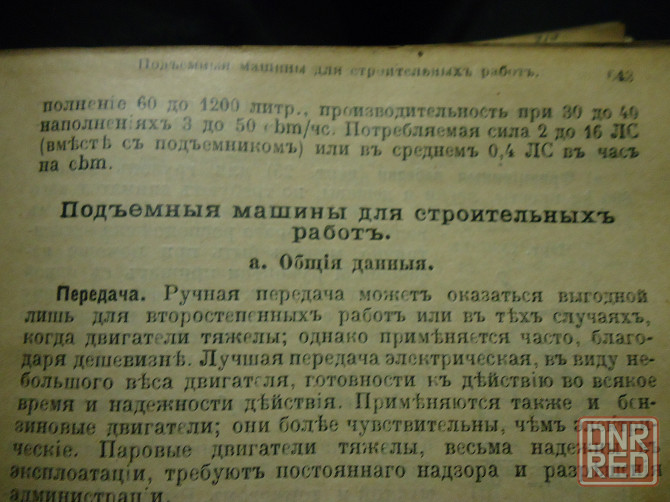 Подъемныя машины для строительныхъ работъ. 643
полненіе 60 до 1200 литр., производительность при 30 до 40
наполненіяхъ 3 до 50 cbm/чс. Потребляемая сила 2 до 16 ЛС
(вмѣстѣ съ подъемникомъ) или въ среднемъ 0,4 ЛС въ часъ
на cbm.
Подъемныя машины для строительныхъ
работъ.
а. Общія данныя.
Передача. Ручная передача можетъ оказаться выгодной
лишь для второстепенныхъ работъ или въ тѣхъ случаяхъ,
когда двигатели тяжелы; однако примѣняется часто, благо-
даря дешевизнѣ. Лучшая передача электрическая, въ виду не-
большого вѣса двигателя, готовности къ дѣйствію во всякое
время и надежности дѣйствія. Примѣняются также и бен-
зиновые двигатели; они болѣе чувствительны, чѣмъ
ческіе. Паровые двигатели тяжелы, весьма
эксплоатаціи, требуютъ постояннаго надзора и
администраціи.
DNR
RED